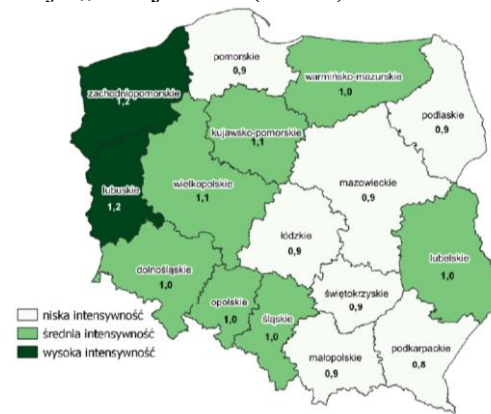 pomorskie
0,9
warmińsko-mazurskie
1,0
zachodniopomorskie
1,2
podlaskie
0,9
kujawsko-pomorskie
1,1
wielkopolskie
1,1
mazowieckie
0,9
lubuskie
1,2
łódzkie
0,9
lubelskie
1,0
dolnośląskie
1,0
opolskie
1,0
śląskie
1,0
świętokrzyskie
0,9
małopolskie
0,9
podkarpackie
0,8
niska intensywność
średnia intensywność
wysoka intensywność